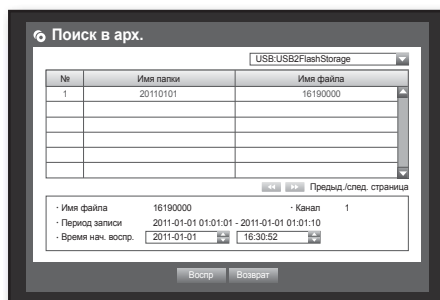 Поиск в арх.
USB:USB2FlashStorage
№ Имя папки Имя файла
1 20110101 16190000
Предыд./след. страница
· Имя файла 16190000 · Канал 1
· Период записи 2011-01-01 01:01:01 - 2011-01-01 01:01:10
· Время нач. воспр. 2011-01-01 16:30:52
Воспр Возврат